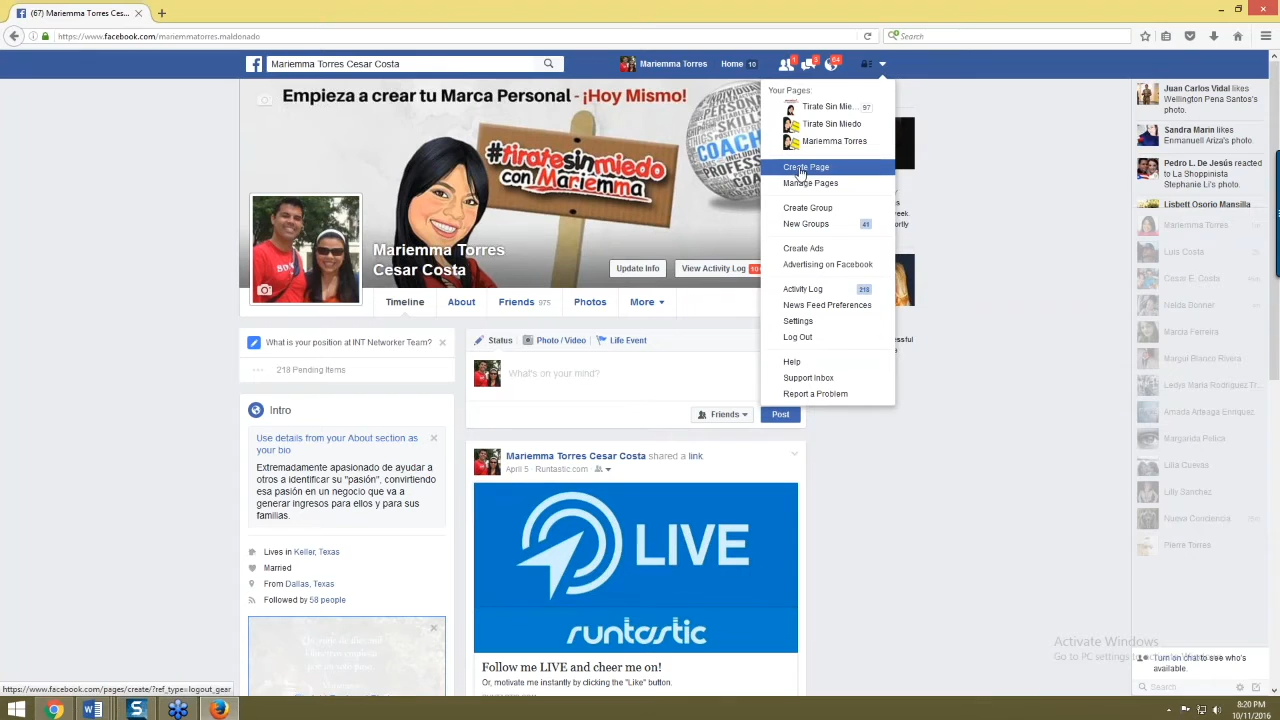 (67) Mariemma Torres Ces...
https://www.facebook.com/mariemmatorres.maldonado
Search
Mariemma Torres Cesar Costa
Mariemma Torres
Home 10
1
3
64
Empieza a crear tu Marca Personal - ¡Hoy Mismo!
#tiratesinmiedo
con Mariemma
COACH
Mariemma Torres
Cesar Costa
Update Info
View Activity Log 10+
Timeline
About
Friends 975
Photos
More
Your Pages:
Tirate Sin Mie... 97
Tirate Sin Miedo
Mariemma Torres
Create Page
Manage Pages
Create Group
New Groups 41
Create Ads
Advertising on Facebook
Activity Log 218
News Feed Preferences
Settings
Log Out
Help
Support Inbox
Report a Problem
What is your position at INT Networker Team?
218 Pending Items
Intro
Use details from your About section as
your bio
Extremadamente apasionado de ayudar a
otros a identificar su "pasión", convirtiendo
esa pasión en un negocio que va a
generar ingresos para ellos y para sus
familias.
Lives in Keller, Texas
Married
From Dallas, Texas
Followed by 58 people
Status
Photo / Video
Life Event
What's on your mind?
Friends
Post
Mariemma Torres Cesar Costa shared a link
April 5 · Runtastic.com
LIVE
runtastic
Follow me LIVE and cheer me on!
Or, motivate me instantly by clicking the "Like" button.
Juan Carlos Vidal likes
Wellington Pena Santos's
photo.
Sandra Marin likes
Enmanuell Ariza's photo.
Pedro L. De Jesús reacted
to La Shoppinista
Stephanie Li's photo.
Lisbett Osorio Mansilla
Mariemma Torres
Luis Costa
Cesar E. Costa
Nelda Bonner
Marcia Ferreira
Margui Blanco Rivera
Ledys Maria Rodriguez Tr...
Amada Arteaga Enriquez
Margarita Pellica
Lilia Cuevas
Lilly Sanchez
Nueva Conciencia
Pierre Torres
Activate Windows
Go to PC settings to
Turn on chat to see who's
available.
Search
https://www.facebook.com/pages/create/?ref_type=logout_gear
8:20 PM
10/11/2016